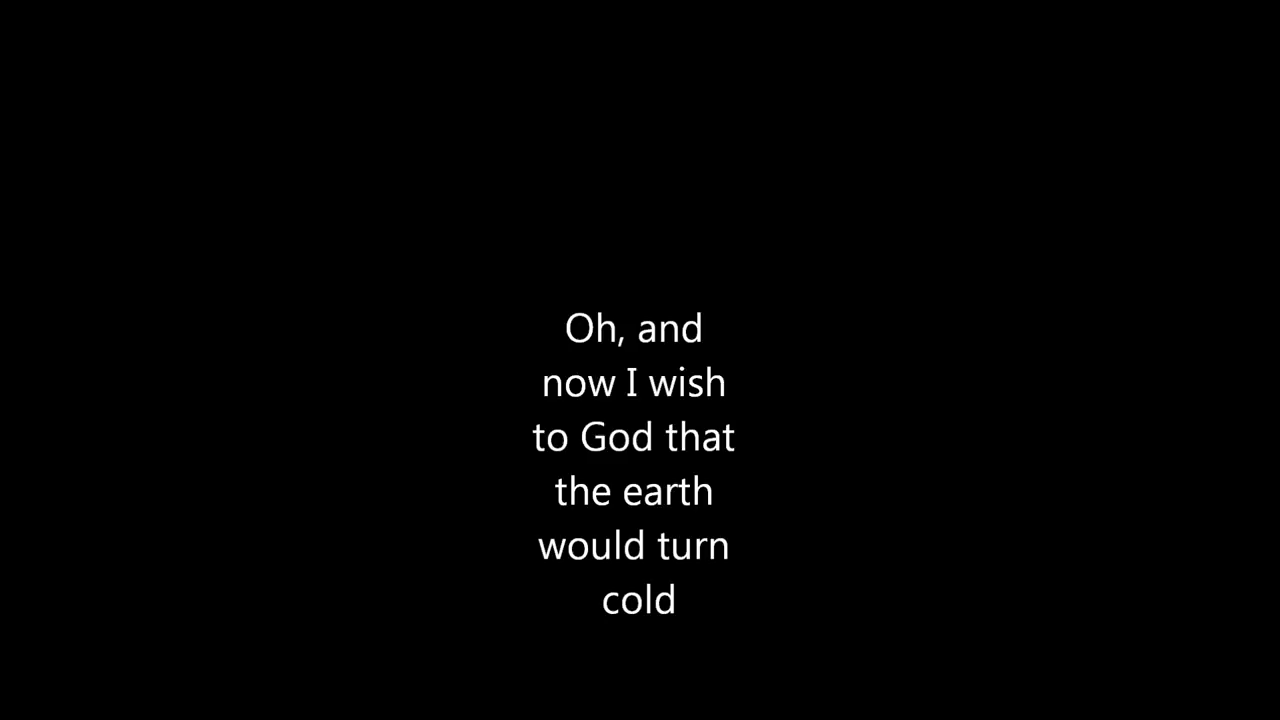 Oh, and
now I wish
to God that
the earth
would turn
cold